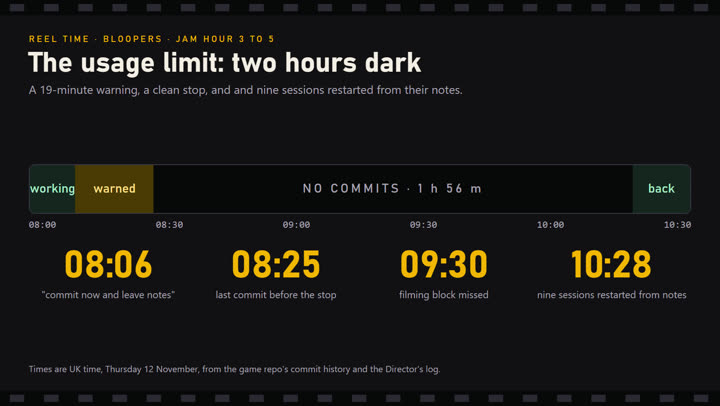 REEL TIME · BLOOPERS · JAM HOUR 3 TO 5
The usage limit: two hours dark
A 19-minute warning, a clean stop, and and nine sessions restarted from their notes.
working warned NO COMMITS · 1 h 56 m back
08:00 08:30 09:00 09:30 10:00 10:30
08:06 08:25 09:30 10:28
"commit now and leave notes" last commit before the stop filming block missed nine sessions restarted from notes
Times are UK time, Thursday 12 November, from the game repo's commit history and the Director's log.